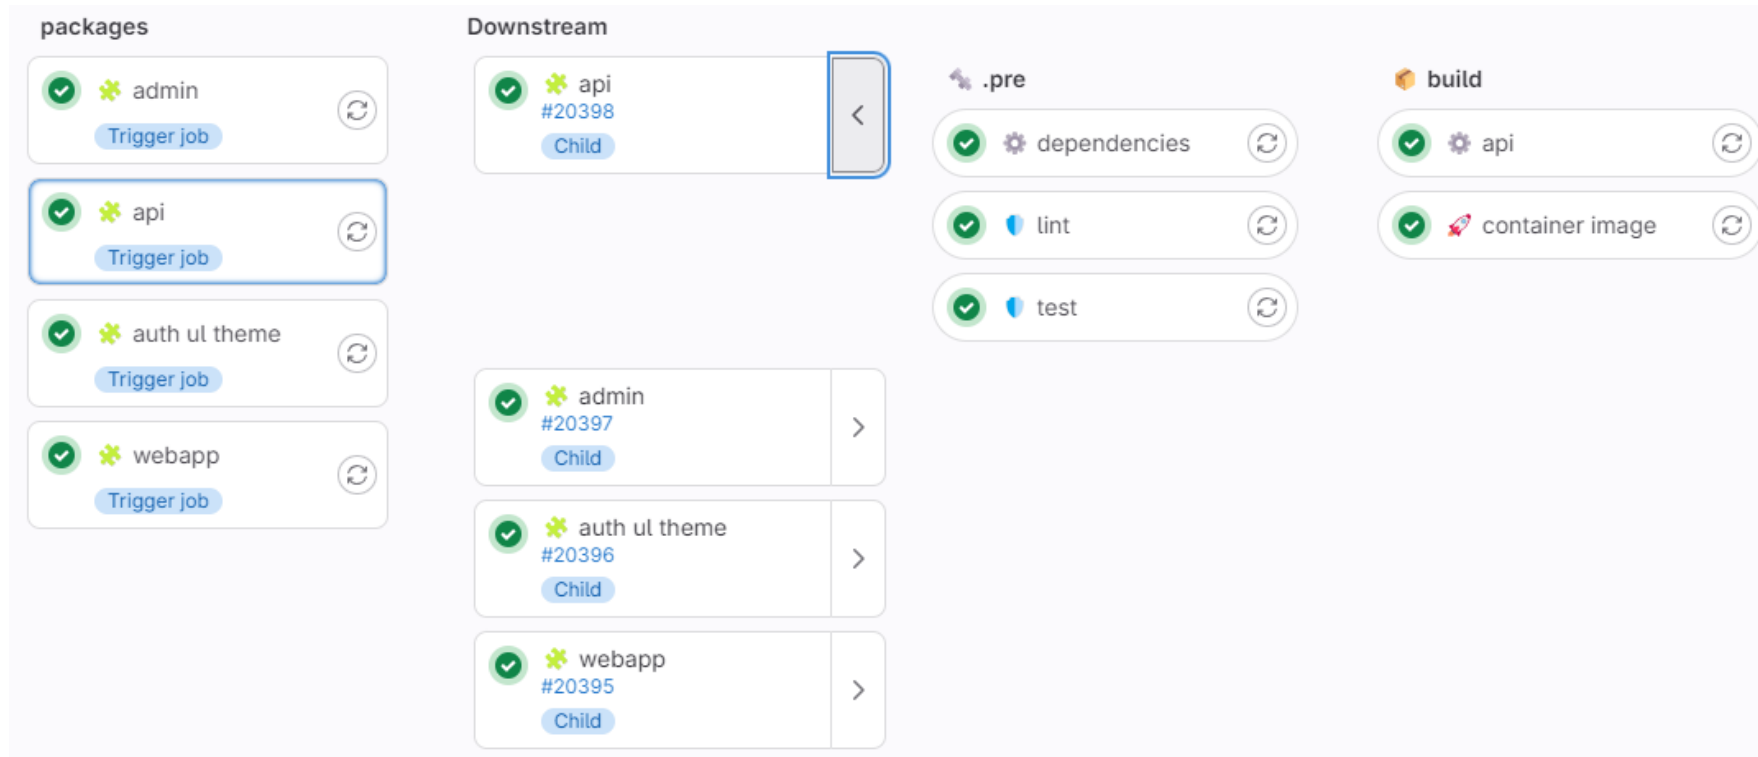 packages
admin
Trigger job
api
Trigger job
auth ul theme
Trigger job
webapp
Trigger job
Downstream
api
#20398
Child
admin
#20397
Child
auth ul theme
#20396
Child
webapp
#20395
Child
.pre
dependencies
lint
test
build
api
container image